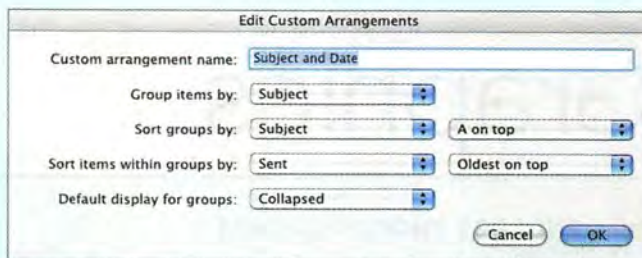 Edit Custom Arrangements
Custom arrangement name: Subject and Date
Group items by: Subject
Sort groups by: Subject A on top
Sort items within groups by: Sent Oldest on top
Default display for groups: Collapsed
Cancel OK